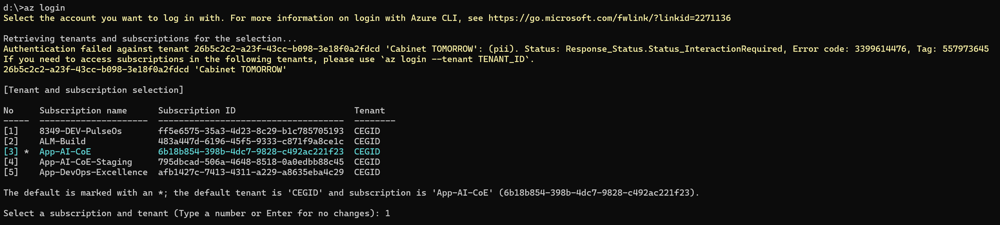 d:\>az login
Select the account you want to log in with. For more information on login with Azure CLI, see https://go.microsoft.com/fwlink/?linkid=2271136
Retrieving tenants and subscriptions for the selection...
Authentication failed against tenant 26b5c2c2-a23f-43cc-b098-3e18f0a2fdcd 'Cabinet TOMORROW': (pii). Status: Response_Status.Status_InteractionRequired, Error code: 3399614476, Tag: 557973645
If you need to access subscriptions in the following tenants, please use `az login --tenant TENANT_ID`.
26b5c2c2-a23f-43cc-b098-3e18f0a2fdcd 'Cabinet TOMORROW'
[Tenant and subscription selection]
No     Subscription name      Subscription ID                       Tenant
-----  ---------------------  ------------------------------------  --------
[1]    8349-DEV-PulseOs       ff5e6575-35a3-4d23-8c29-b1c785705193  CEGID
[2]    ALM-Build              483a447d-6196-45f5-9333-c871f9a8ce1c  CEGID
[3] *  App-AI-CoE             6b18b854-398b-4dc7-9828-c492ac221f23  CEGID
[4]    App-AI-CoE-Staging     795dbcad-506a-4648-8518-0a0edbb88c45  CEGID
[5]    App-DevOps-Excellence  afb1427c-7413-4311-a229-a8635eba4c29  CEGID
The default is marked with an *; the default tenant is 'CEGID' and subscription is 'App-AI-CoE' (6b18b854-398b-4dc7-9828-c492ac221f23).
Select a subscription and tenant (Type a number or Enter for no changes): 1